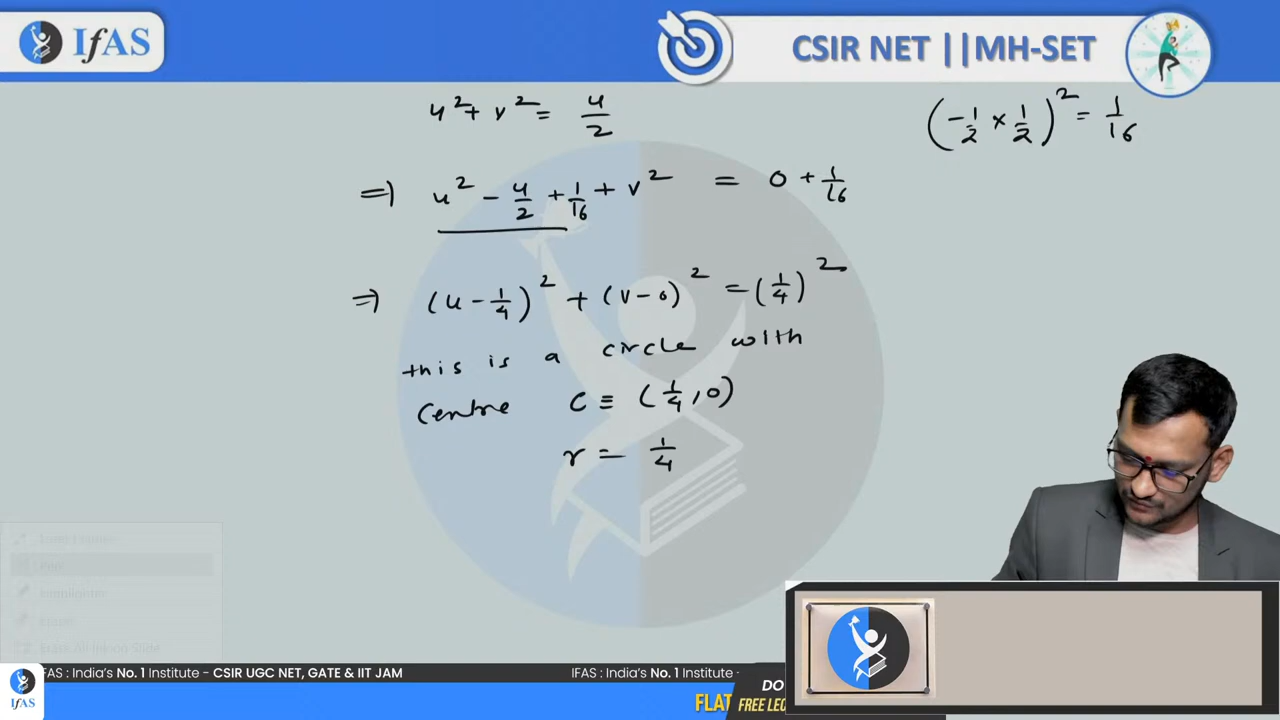 IfAS
CSIR NET ||MH-SET
u² + v² = u/2
(-1/2 × 1/2)² = 1/16
=> u² - u/2 + 1/16 + v² = 0 + 1/16
=> (u - 1/4)² + (v - 0)² = (1/4)²
this is a circle with
Centre C ≡ (1/4, 0)
r = 1/4
Pen
IFAS : India's No. 1 Institute - CSIR UGC NET, GATE & IIT JAM
IFAS : India's No. 1 Institute -
DO
IfAS
FLAT FREE LEC